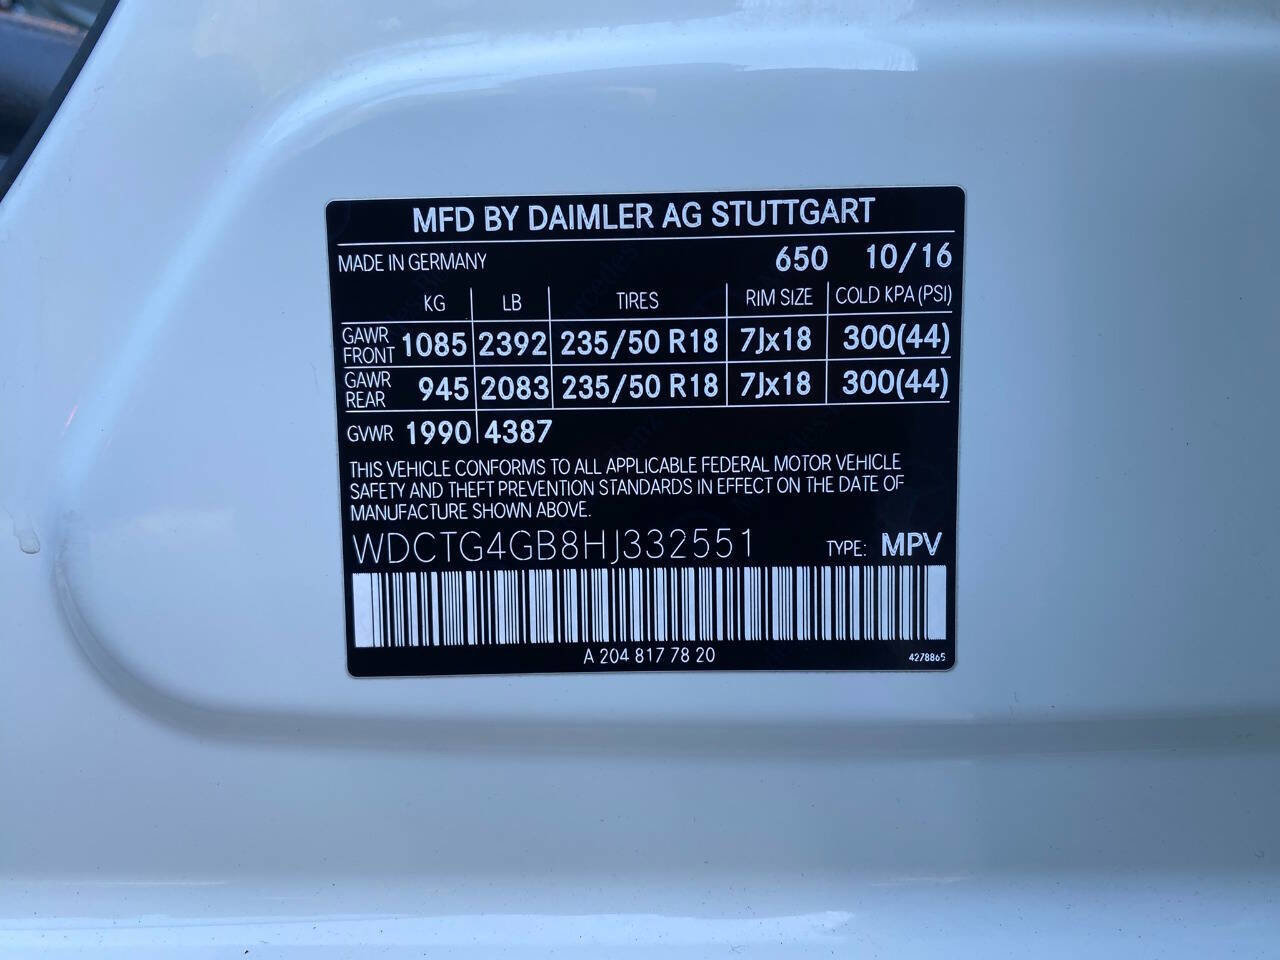 MFD BY DAIMLER AG STUTTGART
MADE IN GERMANY 650 10/16
KG LB TIRES RIM SIZE COLD KPA (PSI)
GAWR FRONT 1085 2392 235/50 R18 7Jx18 300(44)
GAWR REAR 945 2083 235/50 R18 7Jx18 300(44)
GVWR 1990 4387
THIS VEHICLE CONFORMS TO ALL APPLICABLE FEDERAL MOTOR VEHICLE
SAFETY AND THEFT PREVENTION STANDARDS IN EFFECT ON THE DATE OF
MANUFACTURE SHOWN ABOVE.
WDCTG4GB8HJ332551 TYPE: MPV
A 204 817 78 20 4278865